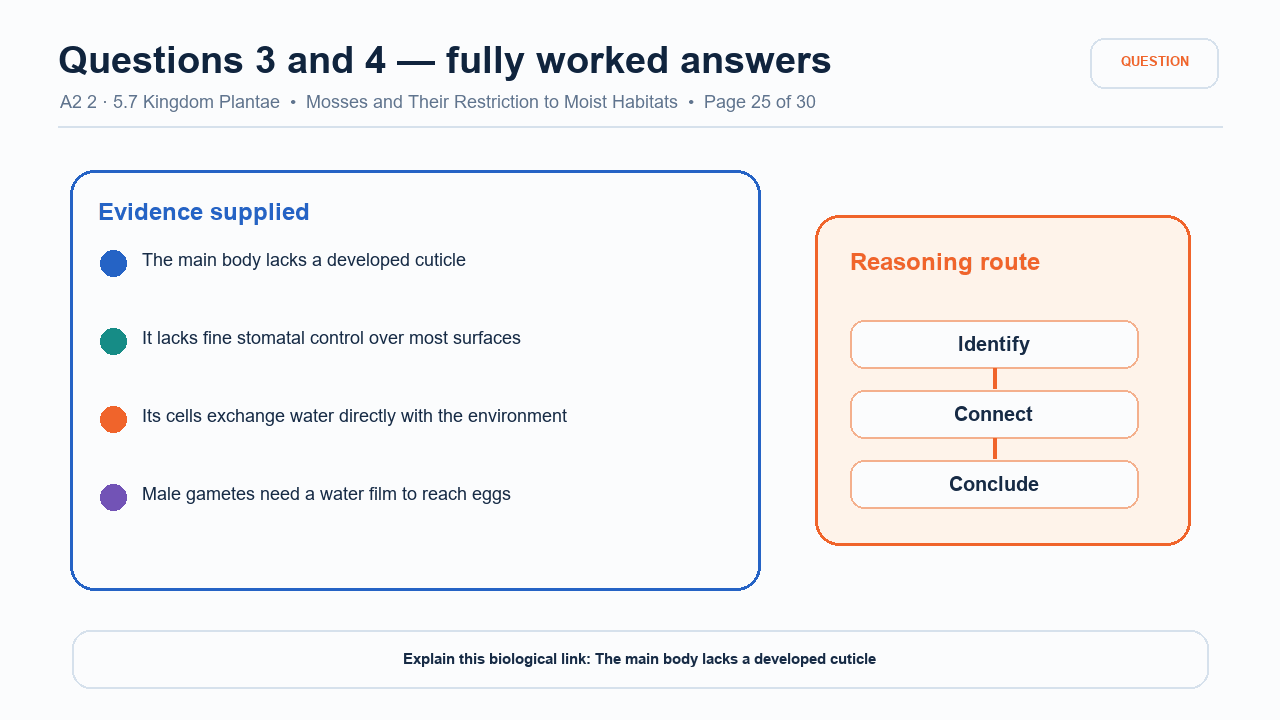 Questions 3 and 4 — fully worked answers
QUESTION
A2 2 · 5.7 Kingdom Plantae • Mosses and Their Restriction to Moist Habitats • Page 25 of 30
Evidence supplied
The main body lacks a developed cuticle
It lacks fine stomatal control over most surfaces
Its cells exchange water directly with the environment
Male gametes need a water film to reach eggs
Reasoning route
Identify
Connect
Conclude
Explain this biological link: The main body lacks a developed cuticle